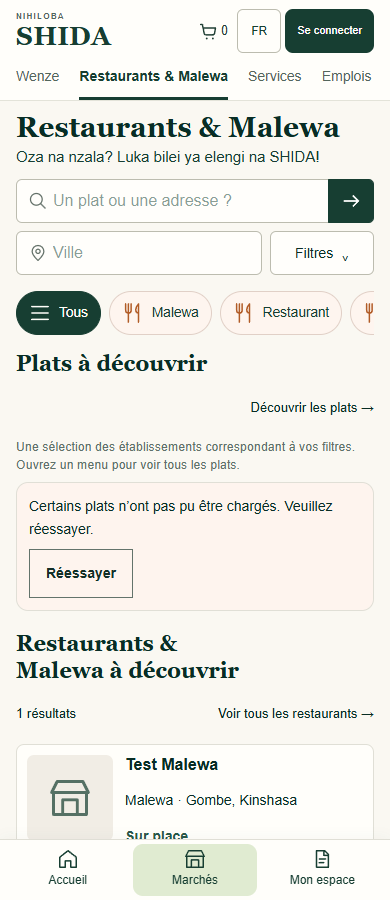 NIHILOBA
SHIDA
0
FR
Se connecter
Wenze
Restaurants & Malewa
Services
Emplois
Restaurants & Malewa
Oza na nzala? Luka bilei ya elengi na SHIDA!
Un plat ou une adresse ?
Ville
Filtres v
Tous
Malewa
Restaurant
Plats à découvrir
Découvrir les plats →
Une sélection des établissements correspondant à vos filtres.
Ouvrez un menu pour voir tous les plats.
Certains plats n’ont pas pu être chargés. Veuillez
réessayer.
Réessayer
Restaurants &
Malewa à découvrir
1 résultats
Voir tous les restaurants →
Test Malewa
Malewa · Gombe, Kinshasa
Sur place
Accueil
Marchés
Mon espace